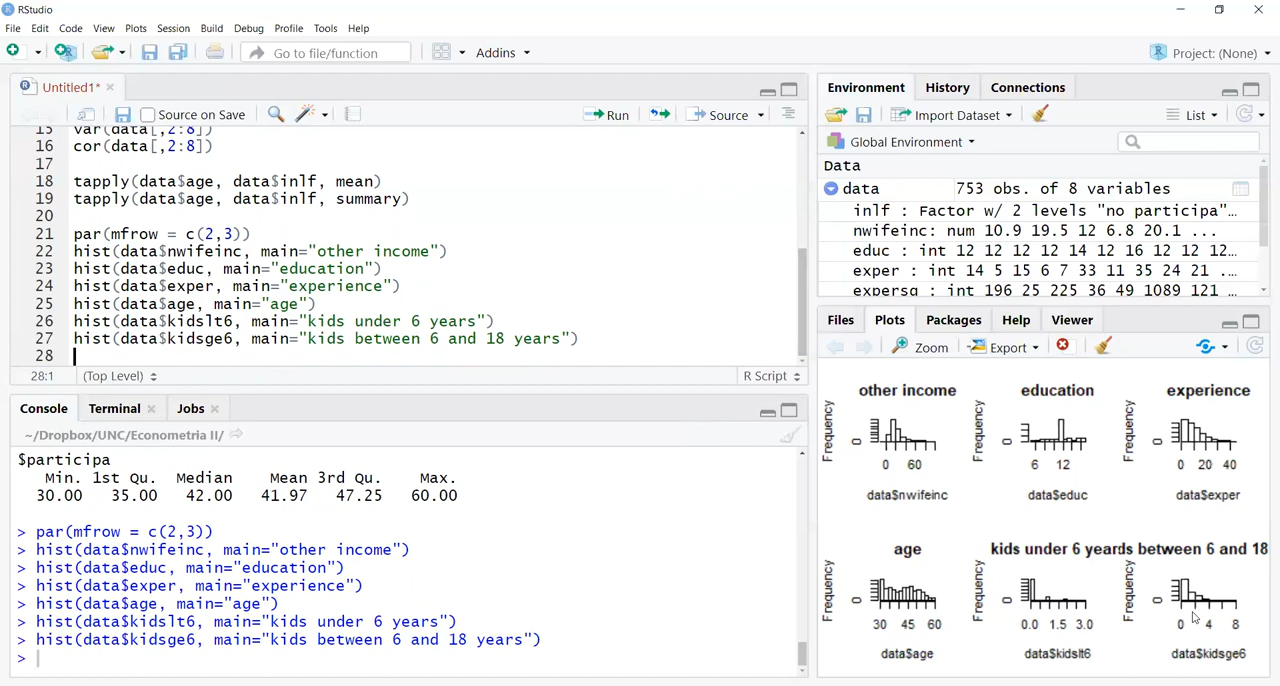 RStudio
File Edit Code View Plots Session Build Debug Profile Tools Help
Go to file/function Addins Project: (None)
Untitled1*
Source on Save Run Source
15 var(data[,2:8])
16 cor(data[,2:8])
17
18 tapply(data$age, data$inlf, mean)
19 tapply(data$age, data$inlf, summary)
20
21 par(mfrow = c(2,3))
22 hist(data$nwifeinc, main="other income")
23 hist(data$educ, main="education")
24 hist(data$exper, main="experience")
25 hist(data$age, main="age")
26 hist(data$kidslt6, main="kids under 6 years")
27 hist(data$kidsge6, main="kids between 6 and 18 years")
28
28:1 (Top Level) R Script
Console Terminal Jobs
~/Dropbox/UNC/Econometria II/
$participa
Min. 1st Qu. Median Mean 3rd Qu. Max.
30.00 35.00 42.00 41.97 47.25 60.00
> par(mfrow = c(2,3))
> hist(data$nwifeinc, main="other income")
> hist(data$educ, main="education")
> hist(data$exper, main="experience")
> hist(data$age, main="age")
> hist(data$kidslt6, main="kids under 6 years")
> hist(data$kidsge6, main="kids between 6 and 18 years")
>
Environment History Connections
Import Dataset List
Global Environment
Data
data 753 obs. of 8 variables
inlf : Factor w/ 2 levels "no participa"…
nwifeinc: num 10.9 19.5 12 6.8 20.1 ...
educ : int 12 12 12 12 14 12 16 12 12 12…
exper : int 14 5 15 6 7 33 11 35 24 21 …
expersq : int 196 25 225 36 49 1089 121 …
Files Plots Packages Help Viewer
Zoom Export
other income education experience
Frequency 0 Frequency 0 Frequency 0
0 60 6 12 0 20 40
data$nwifeinc data$educ data$exper
age kids under 6 years between 6 and 18
Frequency 0 Frequency 0 Frequency 0
30 45 60 0.0 1.5 3.0 0 4 8
data$age data$kidslt6 data$kidsge6